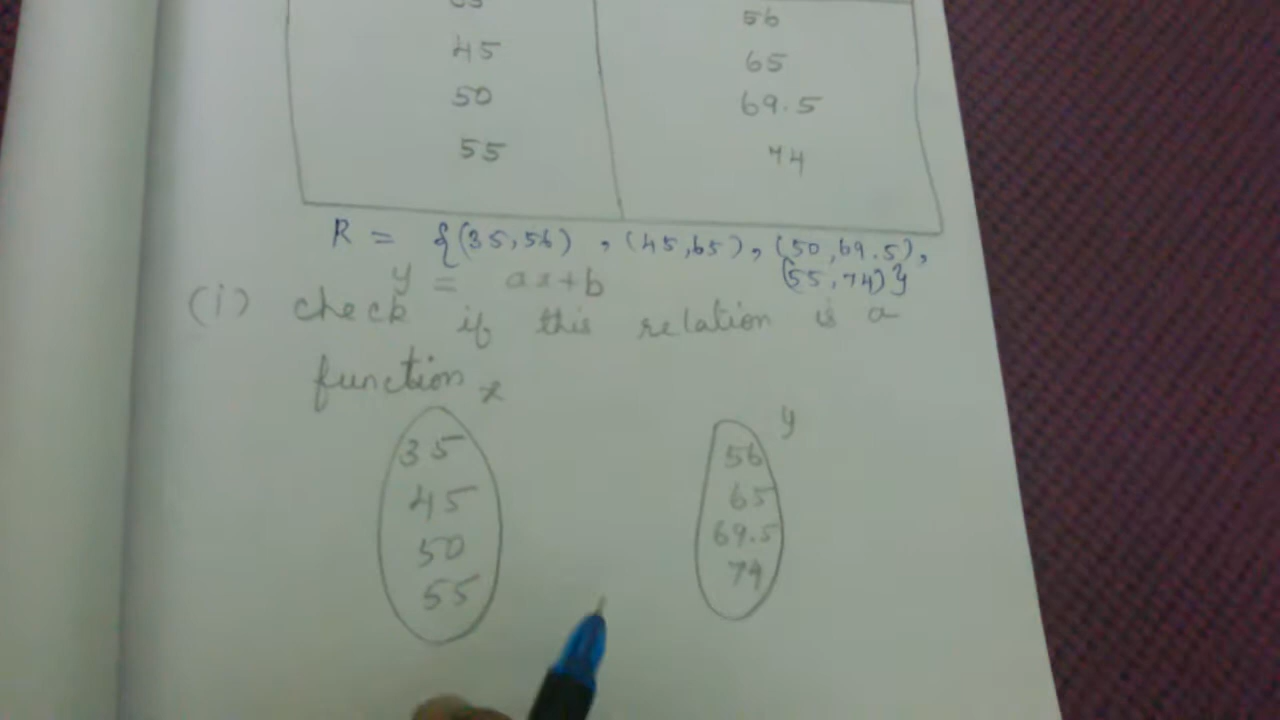 56
45 65
50 69.5
55 74
R = {(35,56), (45,65), (50,69.5),
(55,74)}
y = ax+b
(i) check if this relation is a
function
x y
35 56
45 65
50 69.5
55 74